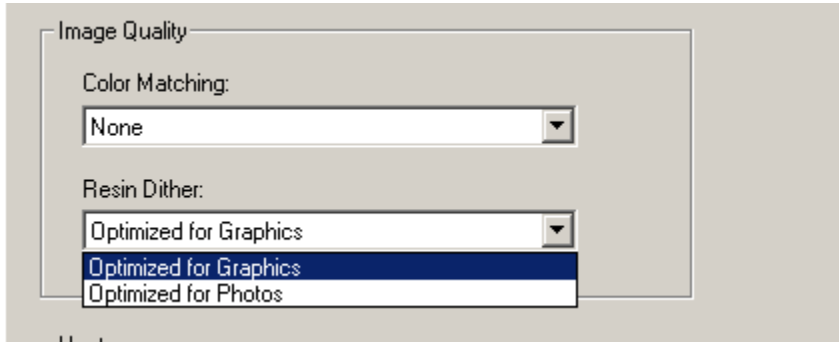 Image Quality
Color Matching:
None
Resin Dither:
Optimized for Graphics
Optimized for Graphics
Optimized for Photos